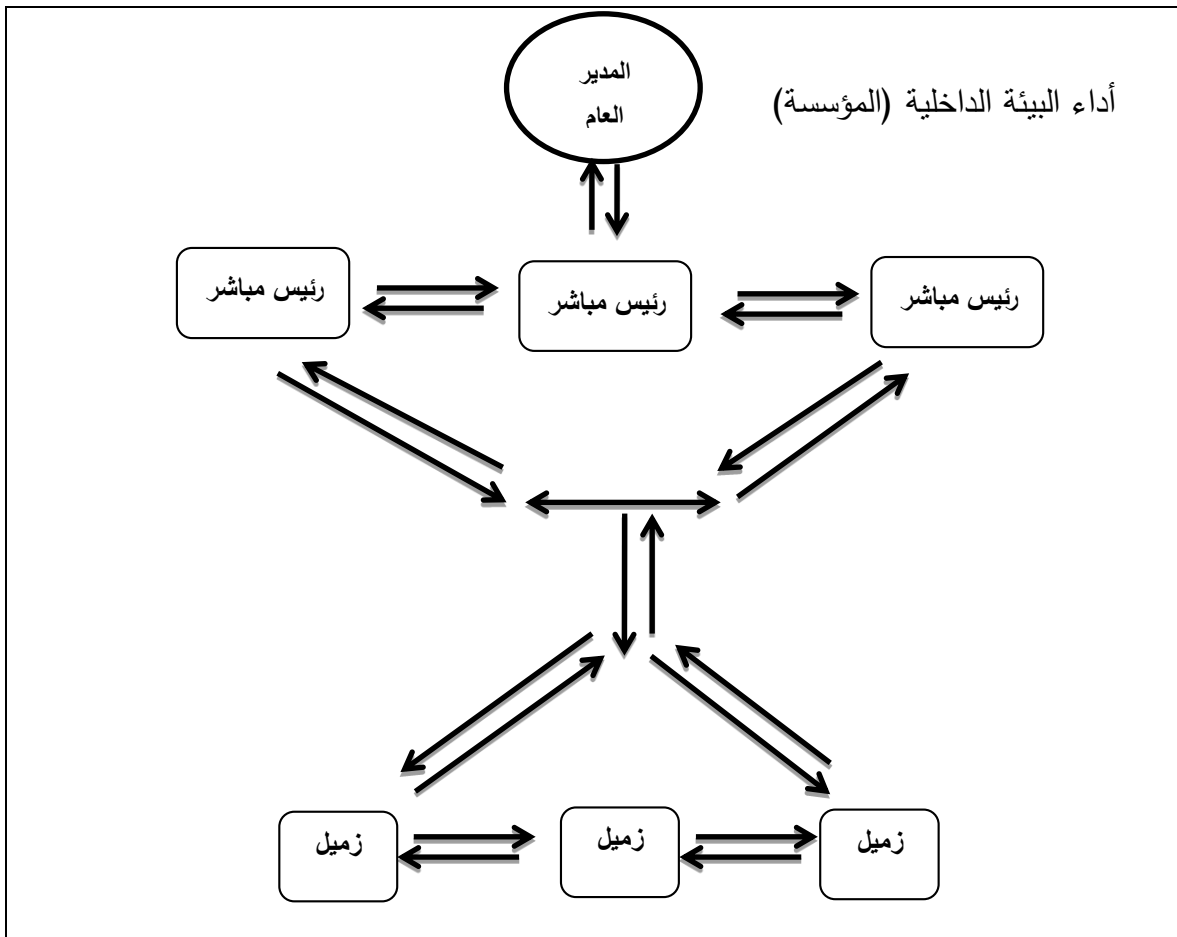 المدير
العام
أداء البيئة الداخلية (المؤسسة)
رئيس مباشر
رئيس مباشر
رئيس مباشر
زميل
زميل
زميل